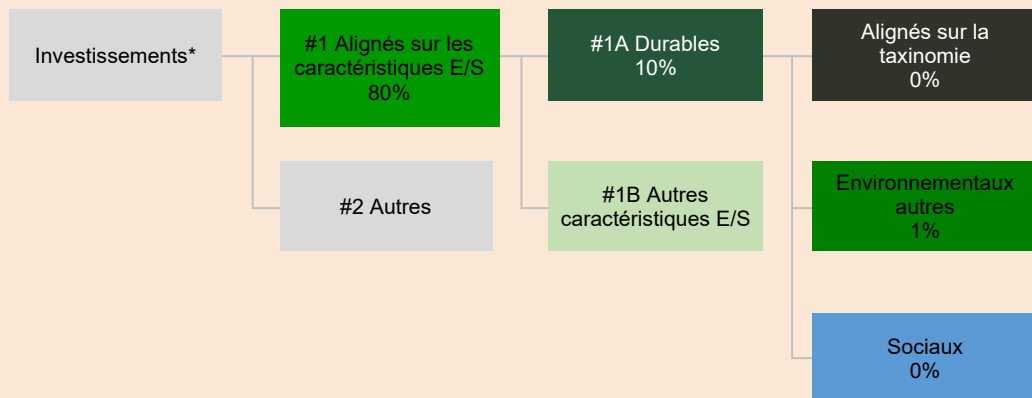 Investissements*
#1 Alignés sur les
caractéristiques E/S
80%
#1A Durables
10%
Alignés sur la
taxinomie
0%
#2 Autres
#1B Autres
caractéristiques E/S
Environnementaux
autres
1%
Sociaux
0%